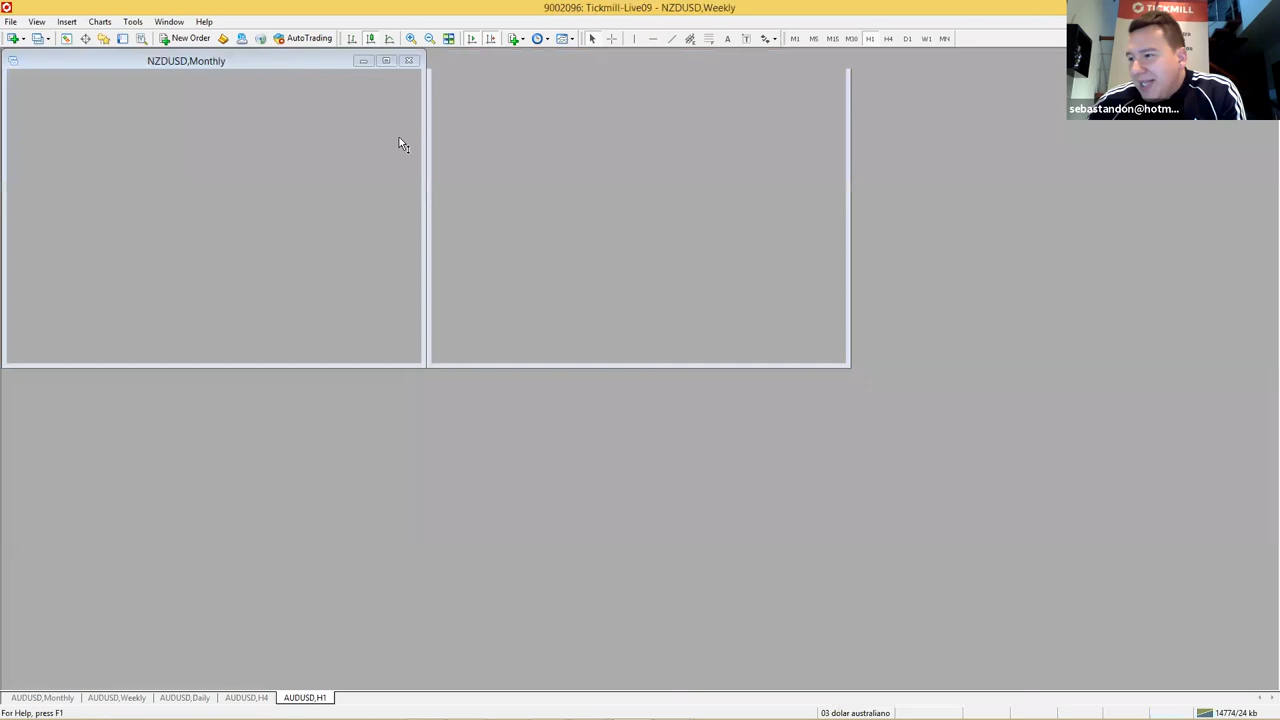 9002096: Tickmill-Live09 - NZDUSD,Weekly
File View Insert Charts Tools Window Help
New Order AutoTrading A T M1 M5 M15 M30 H1 H4 D1 W1 MN
NZDUSD,Monthly
TICKMILL
sebastandon@hotm...
AUDUSD,Monthly AUDUSD,Weekly AUDUSD,Daily AUDUSD,H4 AUDUSD,H1
For Help, press F1 03 dolar australiano 14774/24 kb